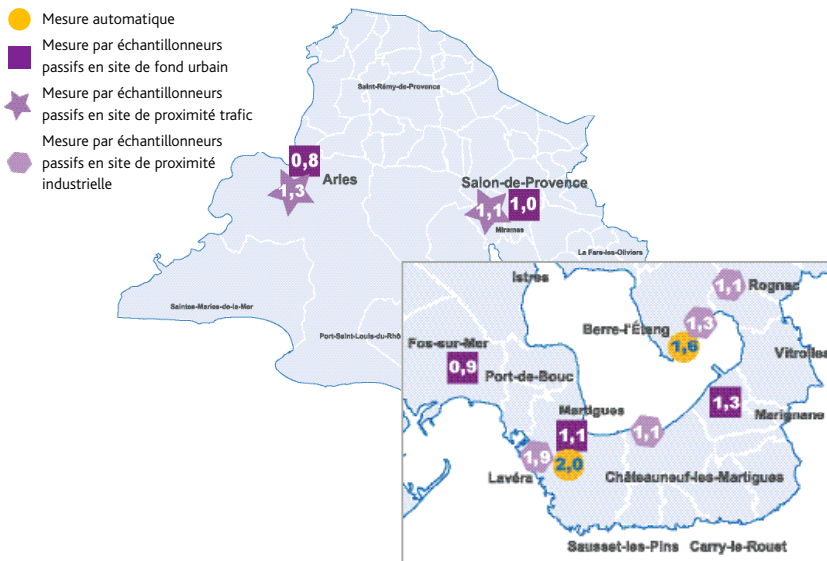 Mesure automatique
Mesure par échantillonneurs
passifs en site de fond urbain
Mesure par échantillonneurs
passifs en site de proximité trafic
Mesure par échantillonneurs
passifs en site de proximité
industrielle
Saint-Rémy-de-Provence
0,8
Arles
1,3
Salon-de-Provence
1,1
1,0
Miramas
La Fare-les-Oliviers
Saintes-Maries-de-la-Mer
Port-Saint-Louis-du-Rhô
Istres
1,1
Rognac
Berre-l'Étang
1,3
1,6
Vitrolles
Fos-sur-Mer
0,9
Port-de-Bouc
1,3
Marignane
Martigues
1,1
1,1
1,9
2,0
Lavéra
Châteauneuf-les-Martigues
Sausset-les-Pins
Carry-le-Rouet